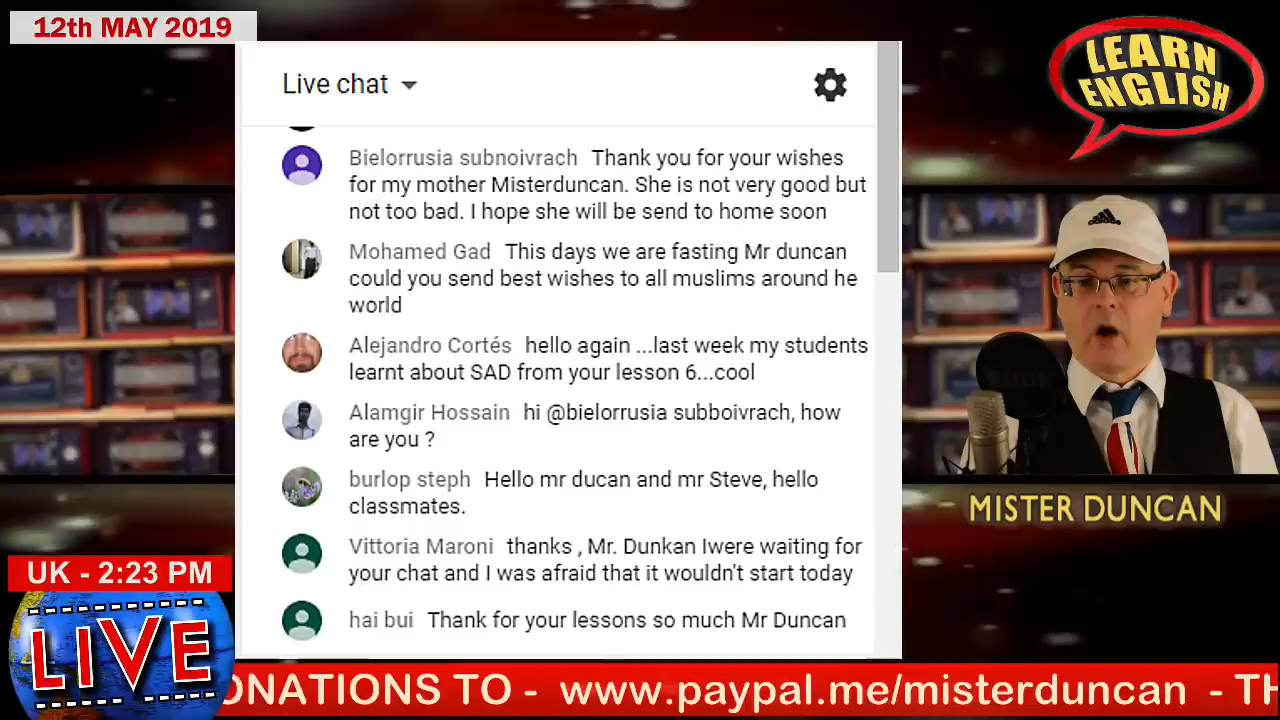 12th MAY 2019
LEARN
ENGLISH
Live chat
Bielorrusia subnoivrach Thank you for your wishes
for my mother Misterduncan. She is not very good but
not too bad. I hope she will be send to home soon
Mohamed Gad This days we are fasting Mr duncan
could you send best wishes to all muslims around he
world
Alejandro Cortés hello again ...last week my students
learnt about SAD from your lesson 6...cool
Alamgir Hossain hi @bielorrusia subboivrach, how
are you ?
burlop steph Hello mr ducan and mr Steve, hello
classmates.
Vittoria Maroni thanks , Mr. Dunkan Iwere waiting for
your chat and I was afraid that it wouldn't start today
hai bui Thank for your lessons so much Mr Duncan
MISTER DUNCAN
UK - 2:23 PM
LIVE
ONATIONS TO - www.paypal.me/misterduncan - TH